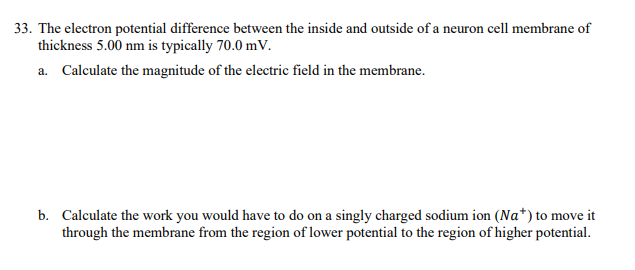 33. The electron potential difference between the inside and outside of a neuron cell membrane of
thickness 5.00 nm is typically 70.0 mV.
a. Calculate the magnitude of the electric field in the membrane.
b. Calculate the work you would have to do on a singly charged sodium ion (Na⁺) to move it
through the membrane from the region of lower potential to the region of higher potential.